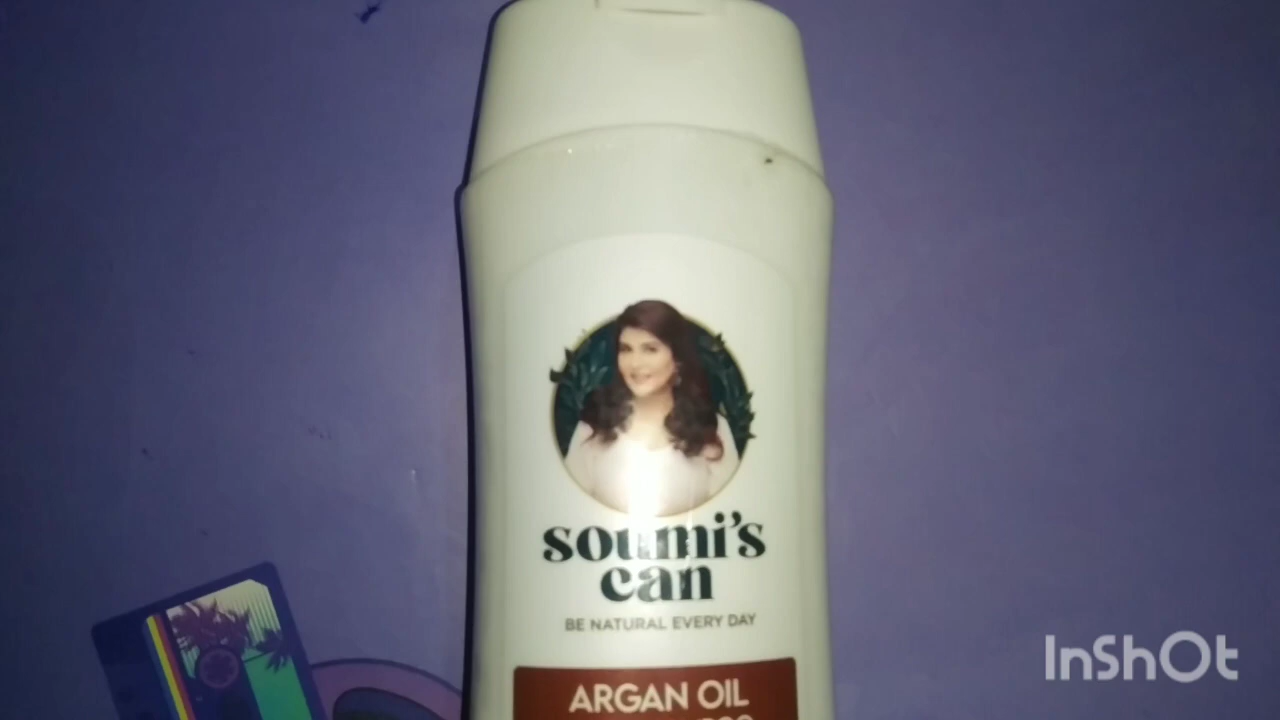 soumi's
can
BE NATURAL EVERY DAY
ARGAN OIL
InShOt